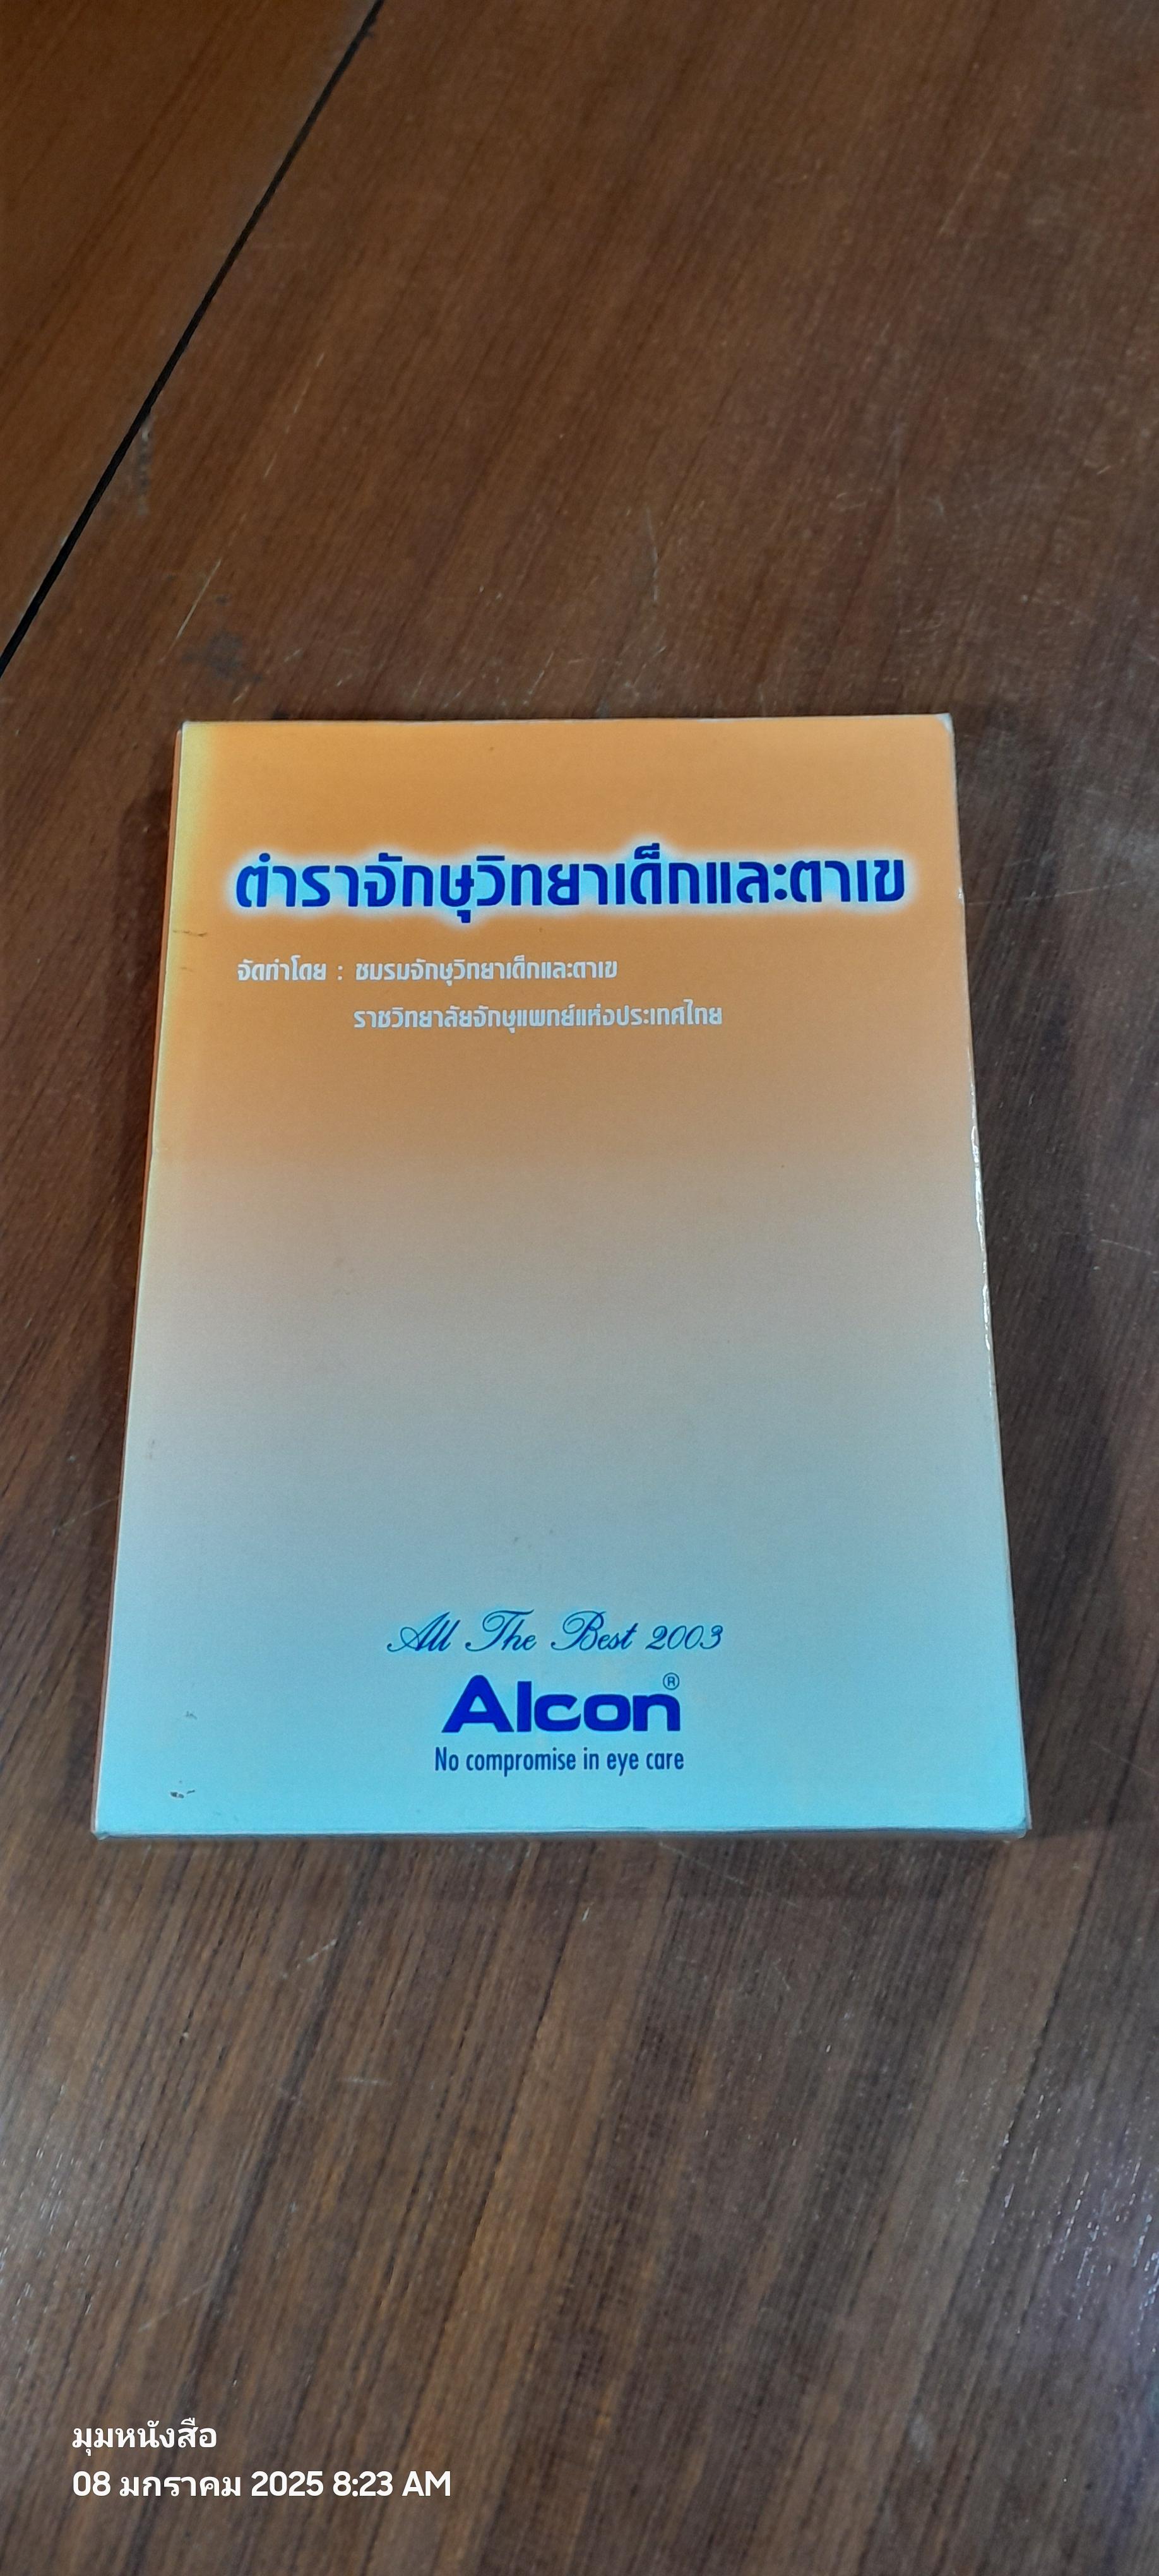 ตำราจักษุวิทยาเด็กและตาเข
จัดทำโดย : ชมรมจักษุวิทยาเด็กและตาเข
ราชวิทยาลัยจักษุแพทย์แห่งประเทศไทย
All The Best 2003
Alcon®
No compromise in eye care
มุมหนังสือ
08 มกราคม 2025 8:23 AM